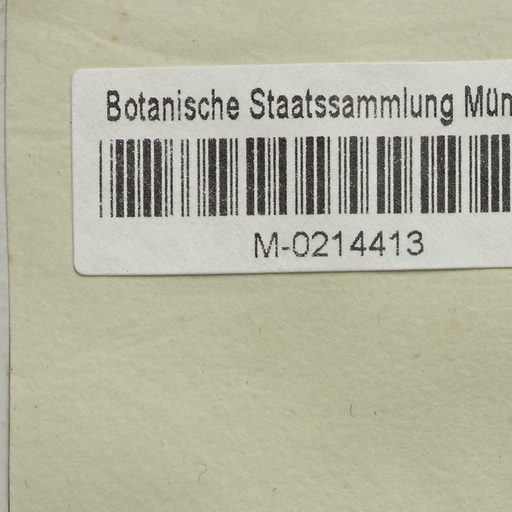 Botanische Staatssammlung Mün
M-0214413